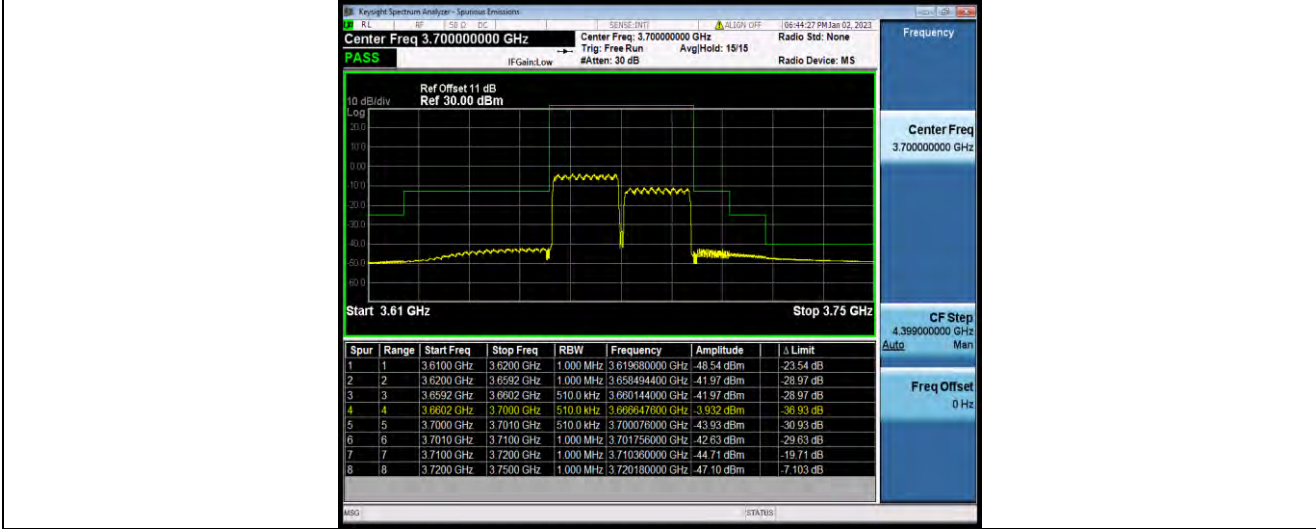 Keysight Spectrum Analyzer - Spurious Emissions
RL RF 50 Ω DC SENSE:INT ALIGN OFF 06:44:27 PM Jan 02, 2023
Center Freq 3.700000000 GHz Center Freq: 3.700000000 GHz Radio Std: None Frequency
Trig: Free Run Avg|Hold: 15/15
PASS IFGain:Low #Atten: 30 dB Radio Device: MS
Ref Offset 11 dB
10 dB/div Ref 30.00 dBm
Log
20.0
10.0
0.00
-10.0
-20.0
-30.0
-40.0
-50.0
-60.0
Start 3.61 GHz Stop 3.75 GHz
Center Freq
3.700000000 GHz
CF Step
4.399000000 GHz
Auto Man
Freq Offset
0 Hz
Spur Range Start Freq Stop Freq RBW Frequency Amplitude Δ Limit
1 1 3.6100 GHz 3.6200 GHz 1.000 MHz 3.619680000 GHz -48.54 dBm -23.54 dB
2 2 3.6200 GHz 3.6592 GHz 1.000 MHz 3.658494400 GHz -41.97 dBm -28.97 dB
3 3 3.6592 GHz 3.6602 GHz 510.0 kHz 3.660144000 GHz -41.97 dBm -28.97 dB
4 4 3.6602 GHz 3.7000 GHz 510.0 kHz 3.666647600 GHz -3.932 dBm -36.93 dB
5 5 3.7000 GHz 3.7010 GHz 510.0 kHz 3.700076000 GHz -43.93 dBm -30.93 dB
6 6 3.7010 GHz 3.7100 GHz 1.000 MHz 3.701756000 GHz -42.63 dBm -29.63 dB
7 7 3.7100 GHz 3.7200 GHz 1.000 MHz 3.710360000 GHz -44.71 dBm -19.71 dB
8 8 3.7200 GHz 3.7500 GHz 1.000 MHz 3.720180000 GHz -47.10 dBm -7.103 dB
MSG STATUS